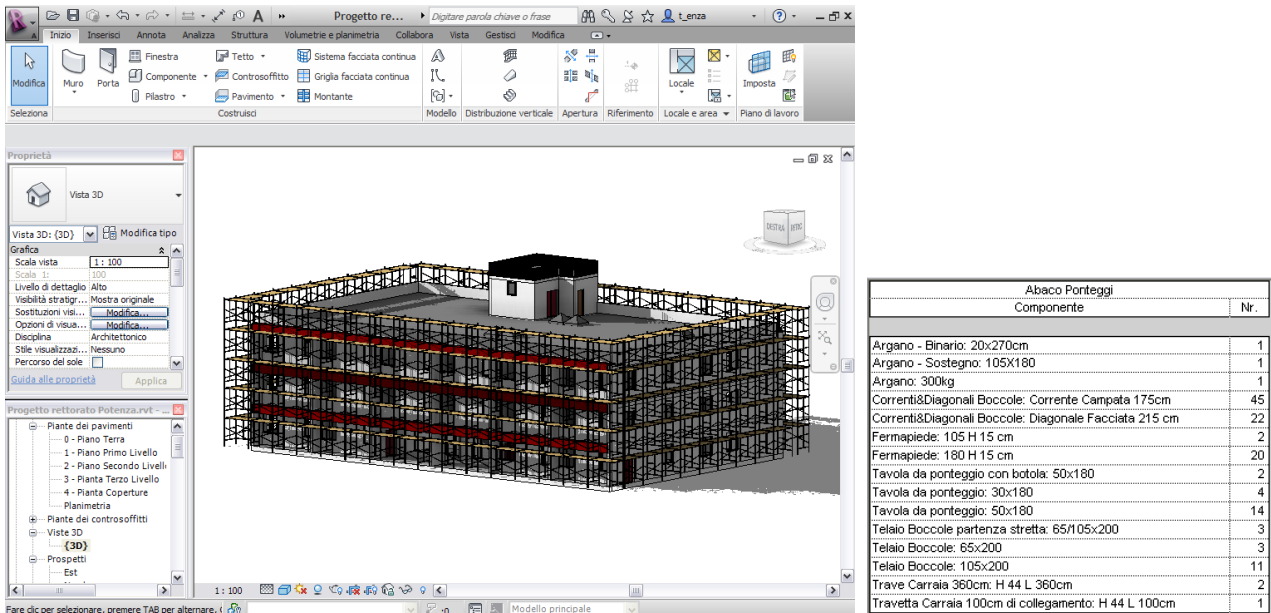 Progetto re...
Digitare parola chiave o frase
t_enza
Inizio Inserisci Annota Analizza Struttura Volumetrie e planimetria Collabora Vista Gestisci Modifica
Modifica
Muro
Porta
Finestra
Componente
Pilastro
Tetto
Controsoffitto
Pavimento
Sistema facciata continua
Griglia facciata continua
Montante
Locale
Imposta
Seleziona Costruisci Modello Distribuzione verticale Apertura Riferimento Locale e area Piano di lavoro
Proprietà
Vista 3D
Vista 3D: {3D} Modifica tipo
Grafica
Scala vista 1 : 100
Scala 1: 100
Livello di dettaglio Alto
Visibilità stratigr... Mostra originale
Sostituzioni visi... Modifica...
Opzioni di visua... Modifica...
Disciplina Architettonico
Stile visualizzazi... Nessuno
Percorso del sole
Guida alle proprietà Applica
Progetto rettorato Potenza.rvt - ...
Piante dei pavimenti
0 - Piano Terra
1 - Piano Primo Livello
2 - Piano Secondo Livello
3 - Pianta Terzo Livello
4 - Pianta Coperture
Planimetria
Piante dei controsoffitti
Viste 3D
{3D}
Prospetti
Est
1 : 100
Fare clic per selezionare, premere TAB per alternare, (
:0
Modello principale
Abaco Ponteggi
Componente Nr.
Argano - Binario: 20x270cm 1
Argano - Sostegno: 105X180 1
Argano: 300kg 1
Correnti&Diagonali Boccole: Corrente Campata 175cm 45
Correnti&Diagonali Boccole: Diagonale Facciata 215 cm 22
Fermapiede: 105 H 15 cm 2
Fermapiede: 180 H 15 cm 20
Tavola da ponteggio con botola: 50x180 2
Tavola da ponteggio: 30x180 4
Tavola da ponteggio: 50x180 14
Telaio Boccole partenza stretta: 65/105x200 3
Telaio Boccole: 65x200 3
Telaio Boccole: 105x200 11
Trave Carraia 360cm: H 44 L 360cm 2
Travetta Carraia 100cm di collegamento: H 44 L 100cm 1